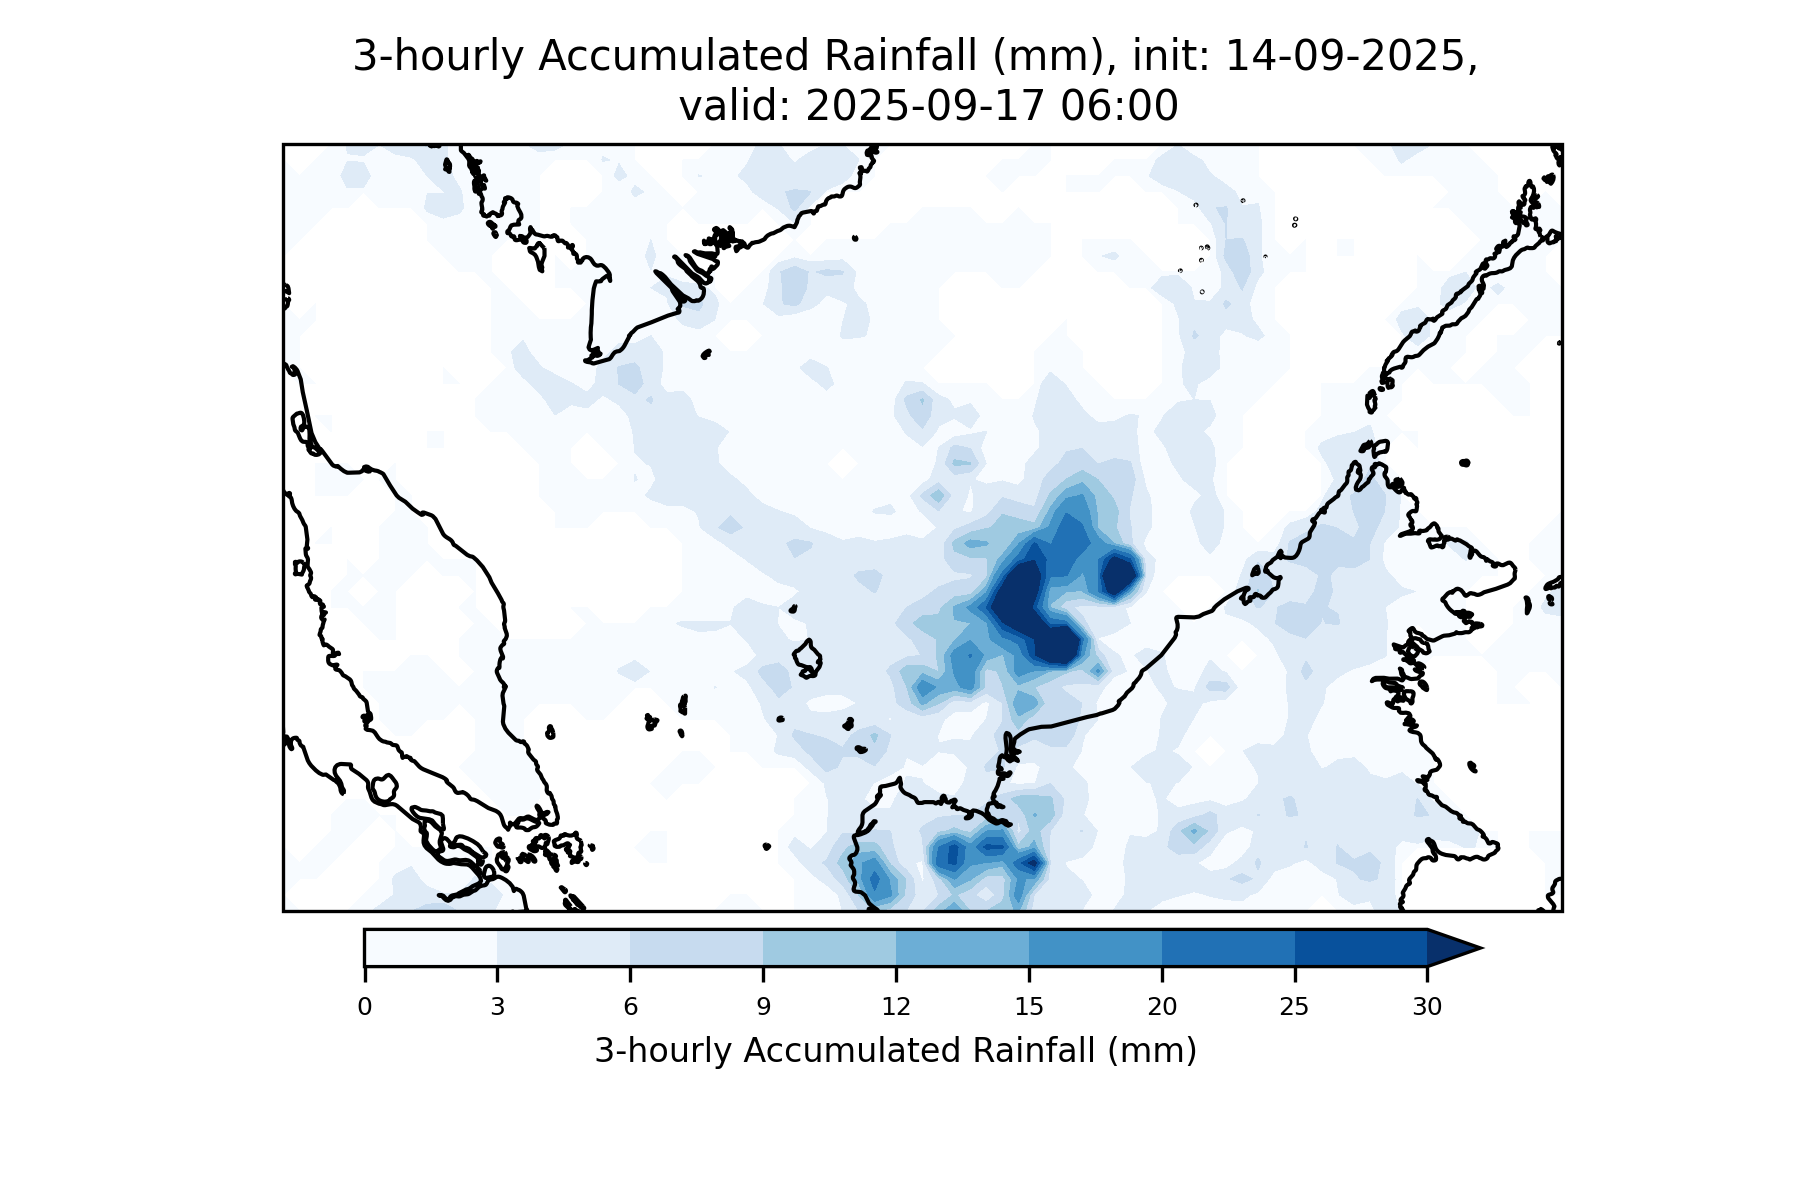 3-hourly Accumulated Rainfall (mm), init: 14-09-2025,
valid: 2025-09-17 06:00
0 3 6 9 12 15 20 25 30
3-hourly Accumulated Rainfall (mm)